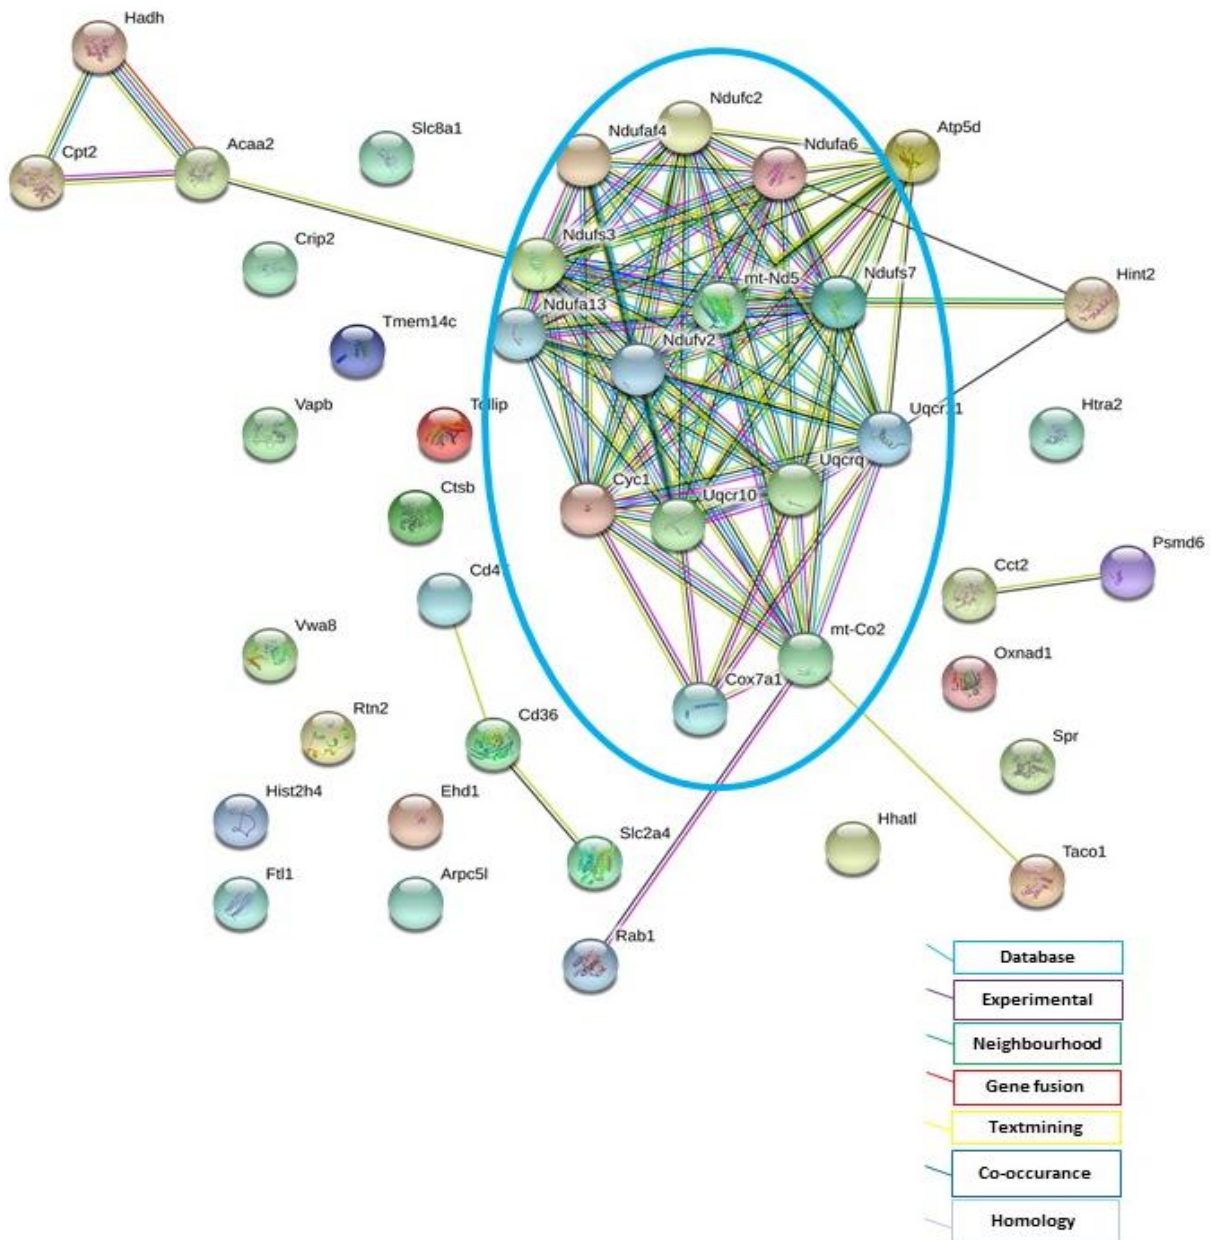 Hadh
Ndufc2
Slc8a1
Ndufaf4
Atp5d
Cpt2
Acaa2
Ndufa6
Crip2
Ndufs3
mt-Nd5
Ndufs7
Hint2
Ndufa13
Tmem14c
Ndufv2
Vapb
Tollip
Uqcr11
Htra2
Ctsb
Cyc1
Uqcr10
Uqcrq
Psmd6
Cct2
Vwa8
mt-Co2
Oxnad1
Cox7a1
Rtn2
Cd36
Spr
Hist2h4
Ehd1
Slc2a4
Hhatl
Taco1
Ftl1
Arpc5l
Rab1
Database
Experimental
Neighbourhood
Gene fusion
Textmining
Co-occurance
Homology